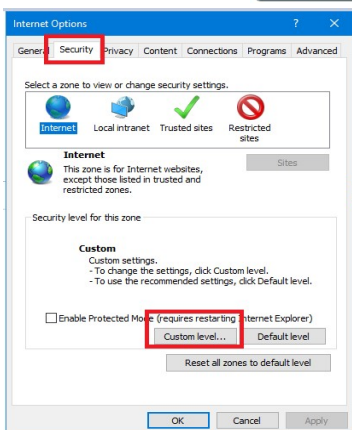 Internet Options
? ×
General Security Privacy Content Connections Programs Advanced
Select a zone to view or change security settings.
Internet Local intranet Trusted sites Restricted
sites
Internet
Sites
This zone is for Internet websites,
except those listed in trusted and
restricted zones.
Security level for this zone
Custom
Custom settings.
- To change the settings, click Custom level.
- To use the recommended settings, click Default level.
Enable Protected Mode (requires restarting Internet Explorer)
Custom level... Default level
Reset all zones to default level
OK Cancel Apply